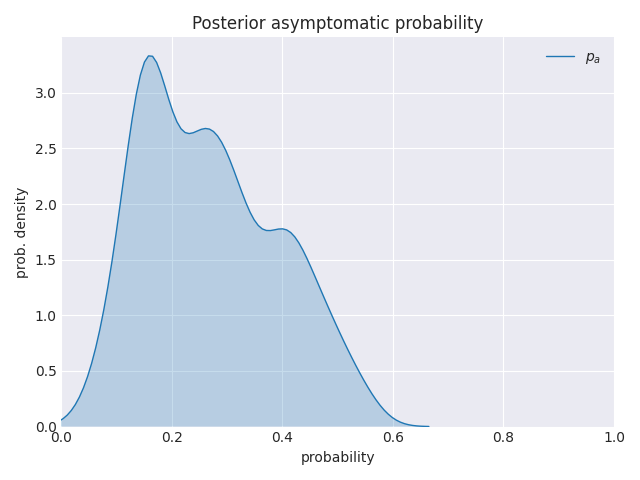 Posterior asymptomatic probability
pₐ
prob. density
3.0
2.5
2.0
1.5
1.0
0.5
0.0
0.0 0.2 0.4 0.6 0.8 1.0
probability